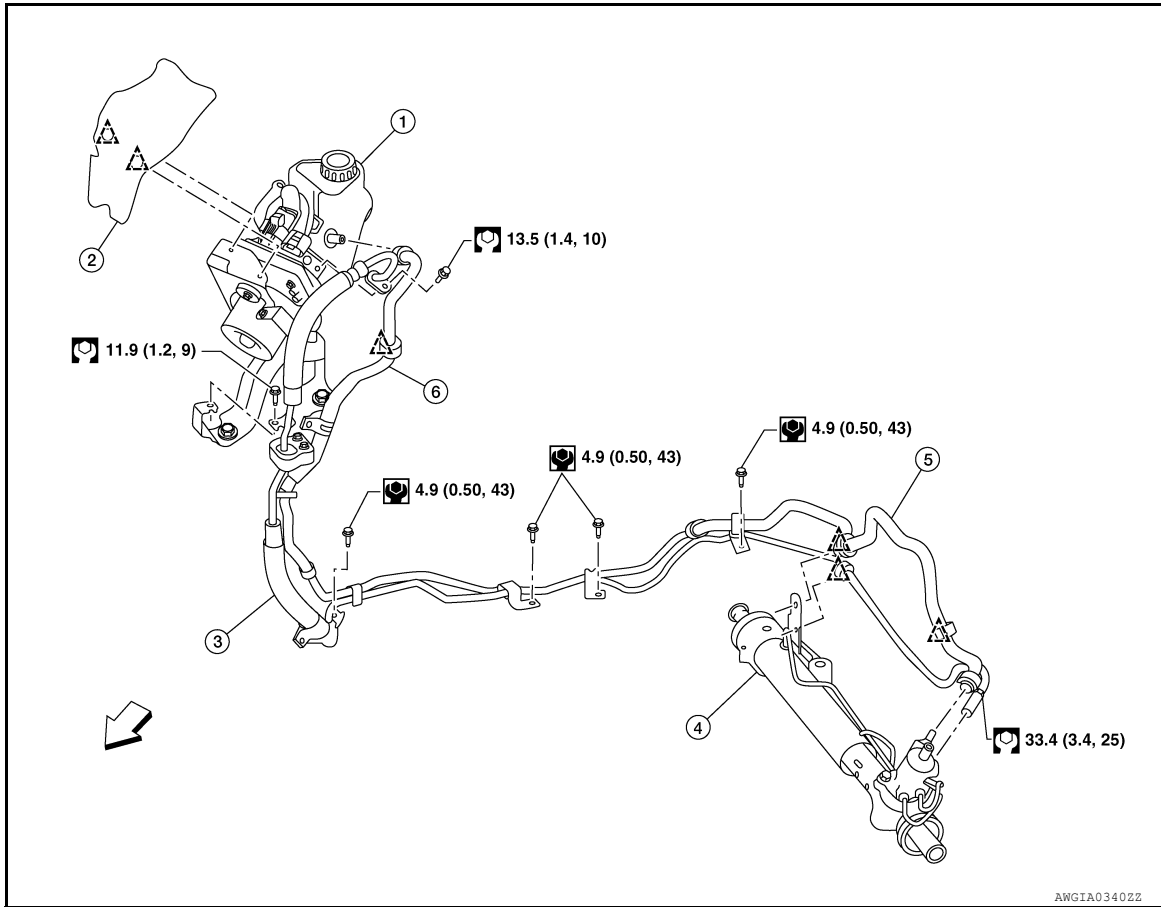 1
2
13.5 (1.4, 10)
11.9 (1.2, 9)
6
4.9 (0.50, 43)
4.9 (0.50, 43)
5
4.9 (0.50, 43)
3
4
33.4 (3.4, 25)
AWGIA0340ZZ